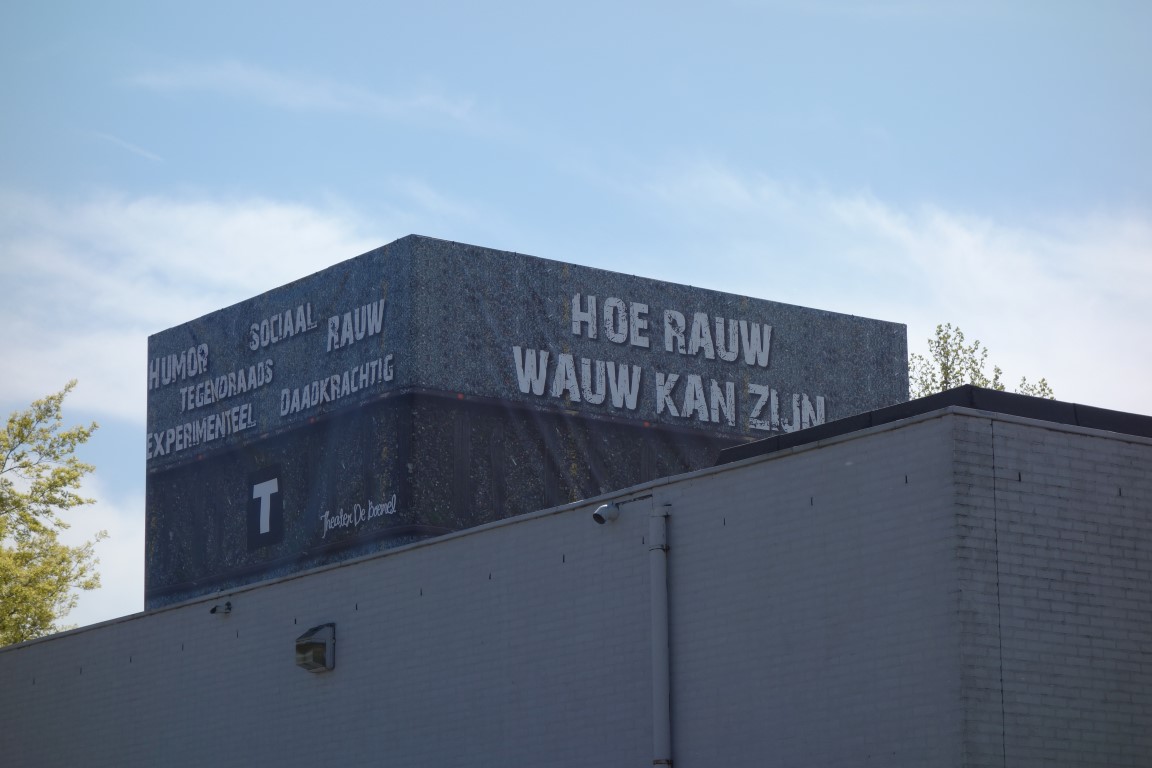 HUMOR
SOCIAAL
RAUW
TEGENDRAADS
DAADKRACHTIG
EXPERIMENTEEL
T
Theater De Boemel
HOE RAUW
WAUW KAN ZIJN